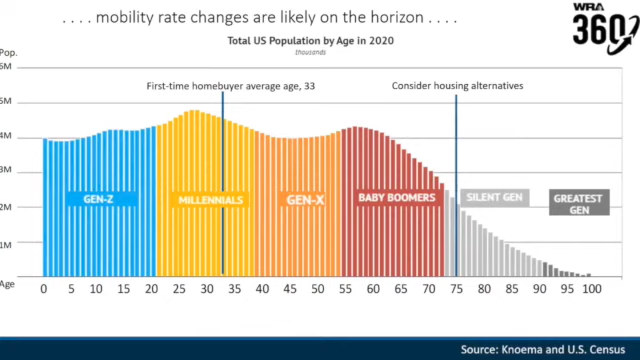 . . . . mobility rate changes are likely on the horizon . . . .
WRA
360
Total US Population by Age in 2020
thousands
Pop.
6M
First-time homebuyer average age, 33
Consider housing alternatives
5M
4M
3M
GEN-Z
MILLENNIALS
GEN-X
BABY BOOMERS
SILENT GEN
GREATEST
GEN
2M
1M
Age
0 5 10 15 20 25 30 35 38 45 50 55 60 65 70 75 80 85 90 95 100
Source: Knoema and U.S. Census